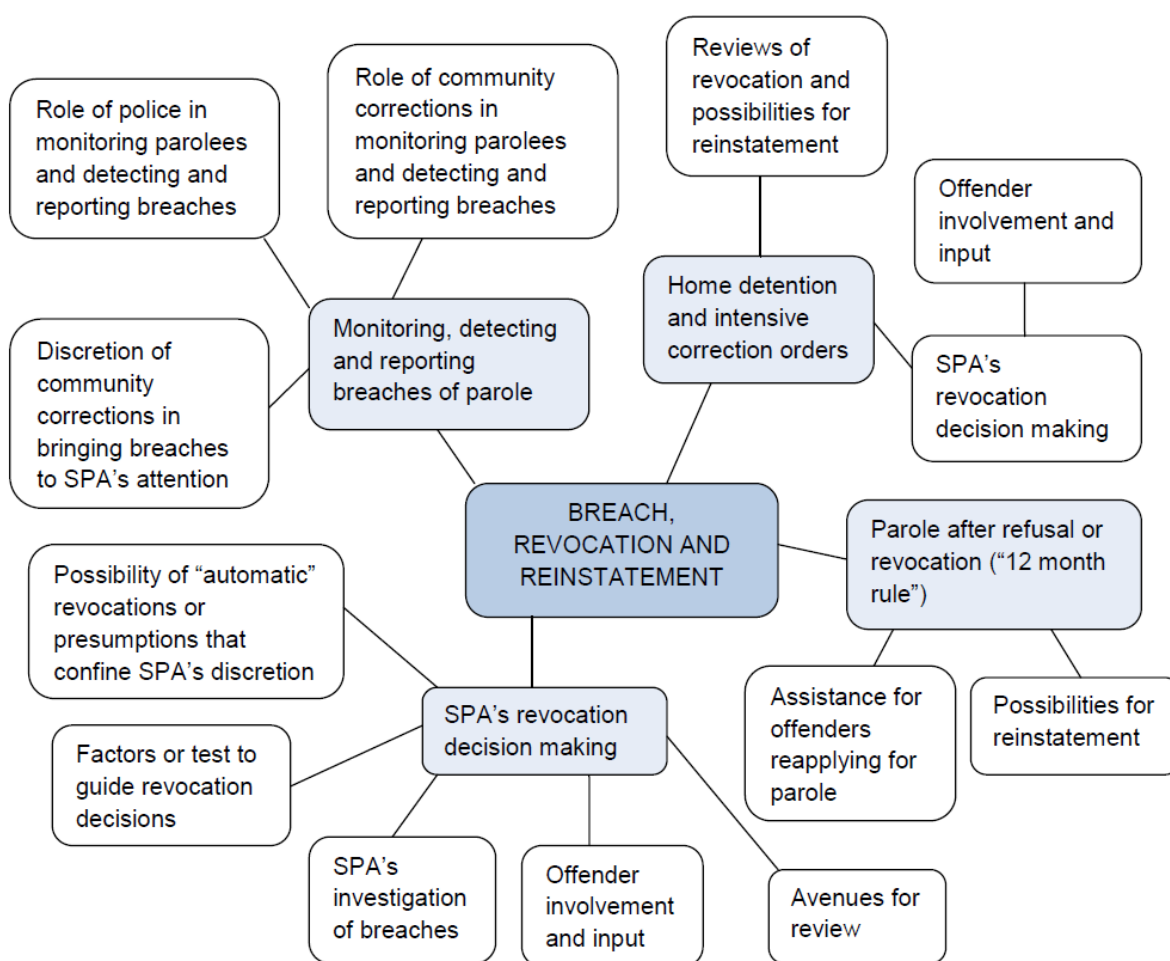 Role of police in
monitoring parolees
and detecting and
reporting breaches
Role of community
corrections in
monitoring parolees
and detecting and
reporting breaches
Reviews of
revocation and
possibilities for
reinstatement
Offender
involvement and
input
Home detention
and intensive
correction orders
Monitoring, detecting
and reporting
breaches of parole
Discretion of
community
corrections in
bringing breaches
to SPA’s attention
SPA’s
revocation
decision making
BREACH,
REVOCATION AND
REINSTATEMENT
Parole after refusal or
revocation (“12 month
rule”)
Possibility of “automatic”
revocations or
presumptions that
confine SPA’s discretion
Assistance for
offenders
reapplying for
parole
Possibilities for
reinstatement
SPA’s revocation
decision making
Factors or test to
guide revocation
decisions
SPA’s
investigation
of breaches
Offender
involvement
and input
Avenues for
review